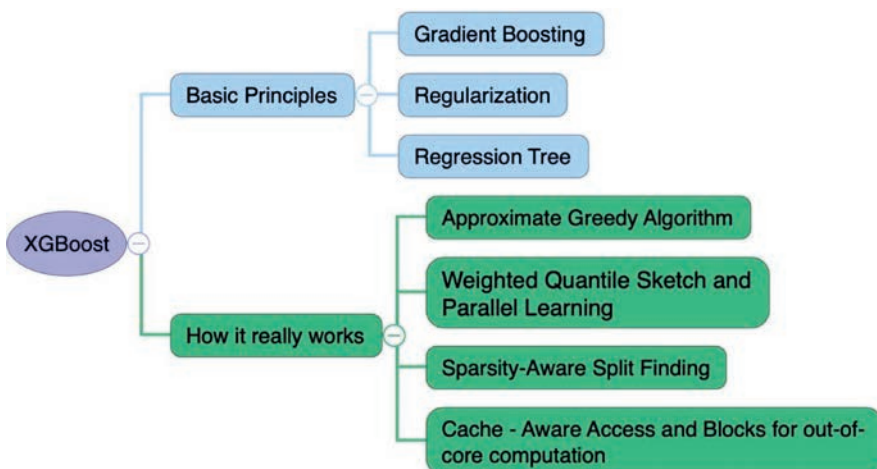 XGBoost
Basic Principles
Gradient Boosting
Regularization
Regression Tree
How it really works
Approximate Greedy Algorithm
Weighted Quantile Sketch and
Parallel Learning
Sparsity-Aware Split Finding
Cache - Aware Access and Blocks for out-of-
core computation